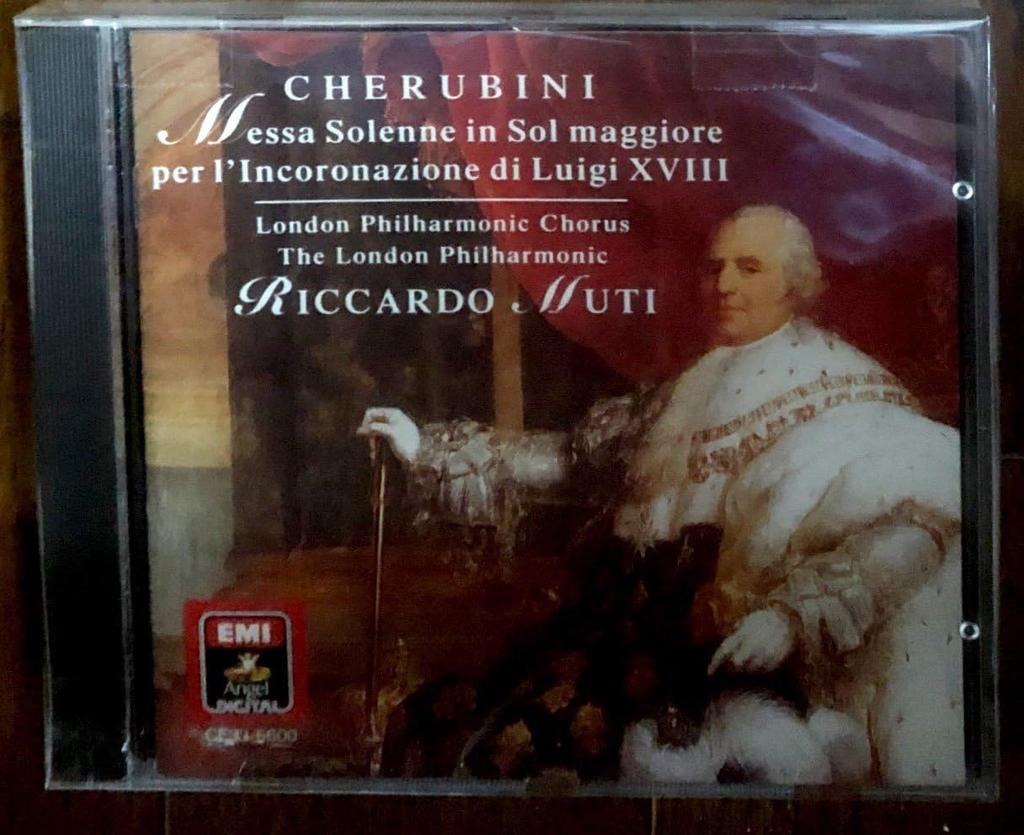 CHERUBINI
Messa Solenne in Sol maggiore
per l'Incoronazione di Luigi XVIII
London Philharmonic Chorus
The London Philharmonic
RICCARDO MUTI
EMI
Angel
DIGITAL